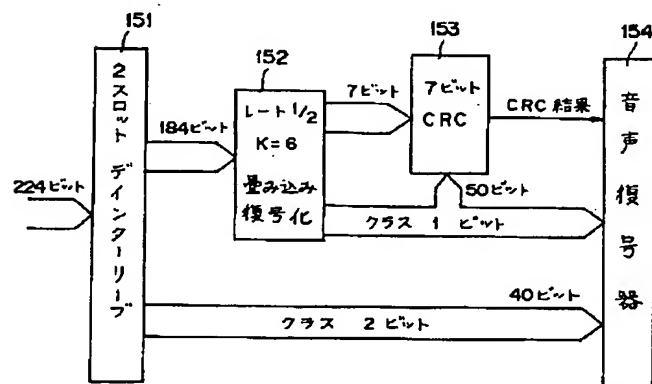 151
2スロット デインターリーブ
224ビット
184ビット
152
レート 1/2
K=6
畳み込み
復号化
7ビット
153
7ビット
CRC
CRC 結果
50ビット
クラス 1 ビット
40ビット
クラス 2 ビット
154
音声復号器